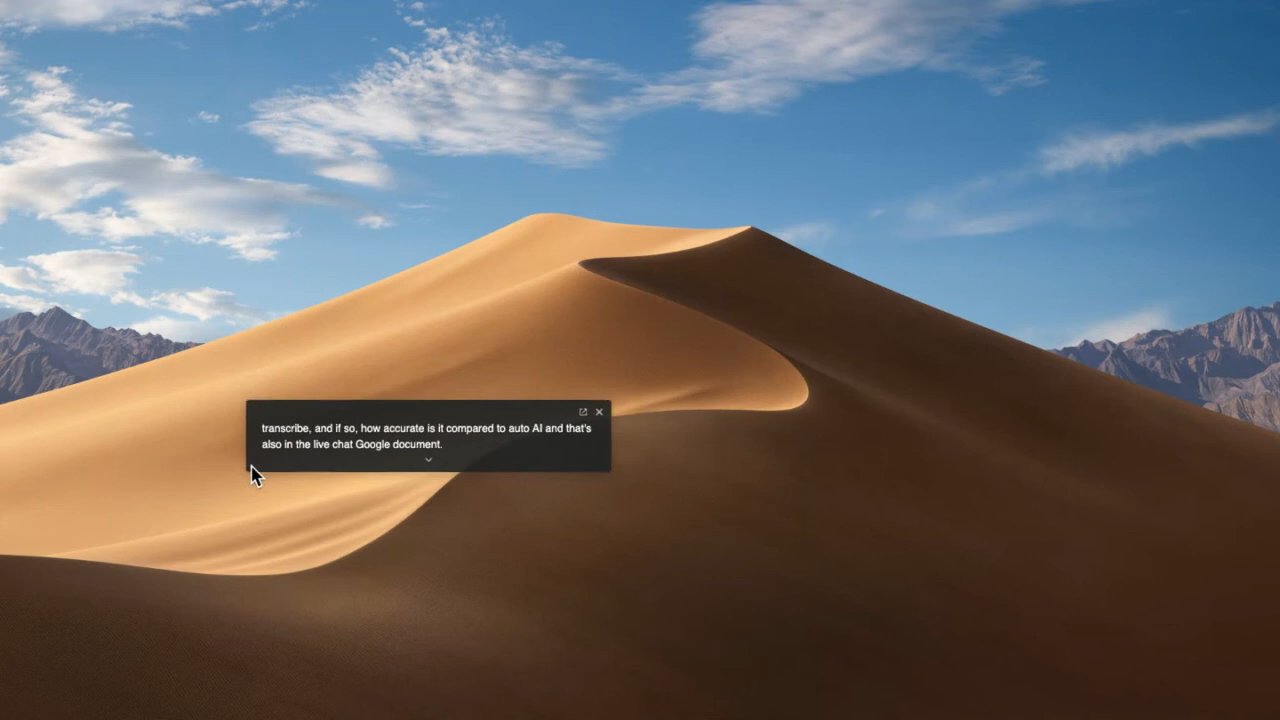 transcribe, and if so, how accurate is it compared to auto AI and that's
also in the live chat Google document.